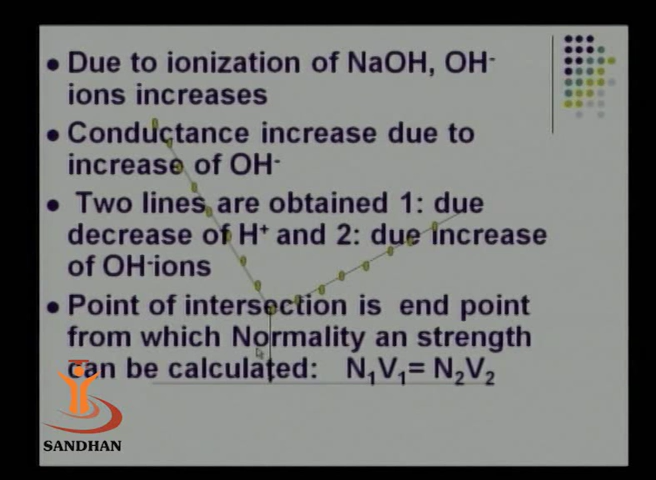 • Due to ionization of NaOH, OH⁻
ions increases
• Conductance increase due to
increase of OH⁻
• Two lines are obtained 1: due
decrease of H⁺ and 2: due increase
of OH⁻ions
• Point of intersection is end point
from which Normality an strength
can be calculated: N₁V₁= N₂V₂
SANDHAN